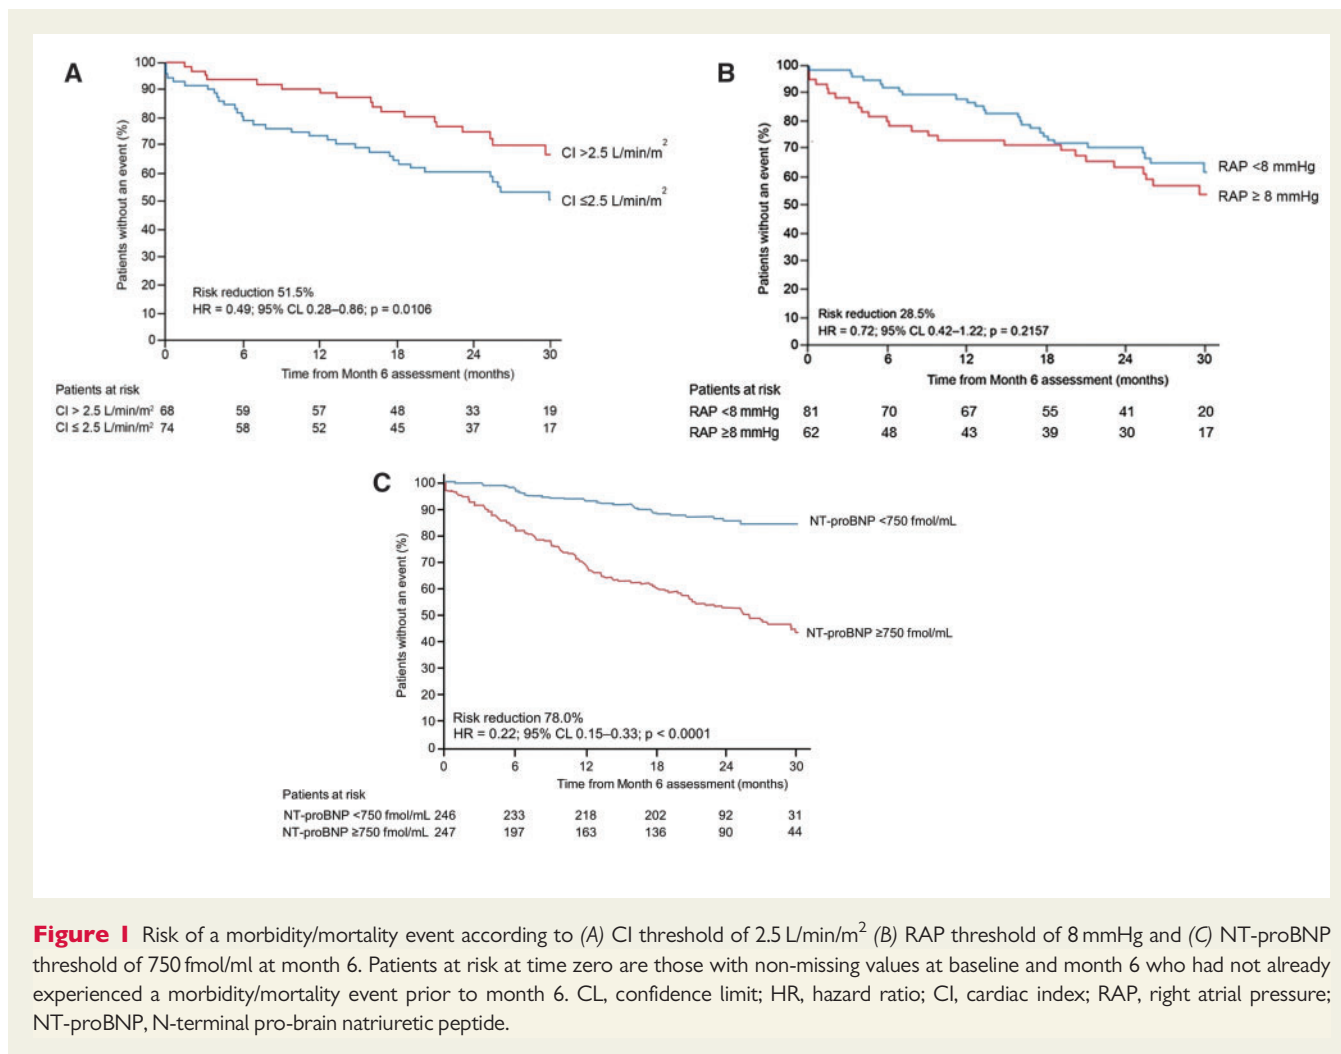 A
100
90
80
70
60
50
40
30
20
10
0
Patients without an event (%)
CI >2.5 L/min/m2
CI ≤2.5 L/min/m2
Risk reduction 51.5%
HR = 0.49; 95% CL 0.28–0.86; p = 0.0106
0 6 12 18 24 30
Time from Month 6 assessment (months)
Patients at risk
CI > 2.5 L/min/m2 68 59 57 48 33 19
CI ≤ 2.5 L/min/m2 74 58 52 45 37 17
B
100
90
80
70
60
50
40
30
20
10
0
Patients without an event (%)
RAP <8 mmHg
RAP ≥ 8 mmHg
Risk reduction 28.5%
HR = 0.72; 95% CL 0.42–1.22; p = 0.2157
0 6 12 18 24 30
Time from Month 6 assessment (months)
Patients at risk
RAP <8 mmHg 81 70 67 55 41 20
RAP ≥8 mmHg 62 48 43 39 30 17
C
100
90
80
70
60
50
40
30
20
10
0
Patients without an event (%)
NT-proBNP <750 fmol/mL
NT-proBNP ≥750 fmol/mL
Risk reduction 78.0%
HR = 0.22; 95% CL 0.15–0.33; p < 0.0001
0 6 12 18 24 30
Time from Month 6 assessment (months)
Patients at risk
NT-proBNP <750 fmol/mL 246 233 218 202 92 31
NT-proBNP ≥750 fmol/mL 247 197 163 136 90 44
Figure 1 Risk of a morbidity/mortality event according to (A) CI threshold of 2.5 L/min/m2 (B) RAP threshold of 8 mmHg and (C) NT-proBNP
threshold of 750 fmol/ml at month 6. Patients at risk at time zero are those with non-missing values at baseline and month 6 who had not already
experienced a morbidity/mortality event prior to month 6. CL, confidence limit; HR, hazard ratio; CI, cardiac index; RAP, right atrial pressure;
NT-proBNP, N-terminal pro-brain natriuretic peptide.